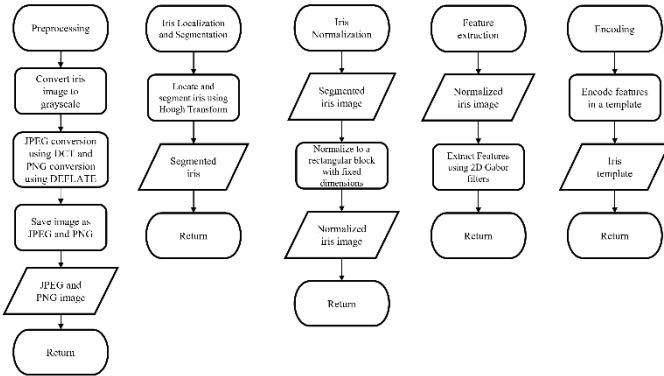 Preprocessing
Convert iris
image to
grayscale
JPEG conversion
using DCT and
PNG conversion
using DEFLATE
Save image as
JPEG and PNG
JPEG and
PNG image
Return
Iris Localization
and Segmentation
Locate and
segment iris using
Hough Transform
Segmented
iris
Return
Iris
Normalization
Segmented
iris image
Normalize to a
rectangular block
with fixed
dimensions
Normalized
iris image
Return
Feature
extraction
Normalized
iris image
Extract Features
using 2D Gabor
filters
Return
Encoding
Encode features
in a template
Iris
template
Return